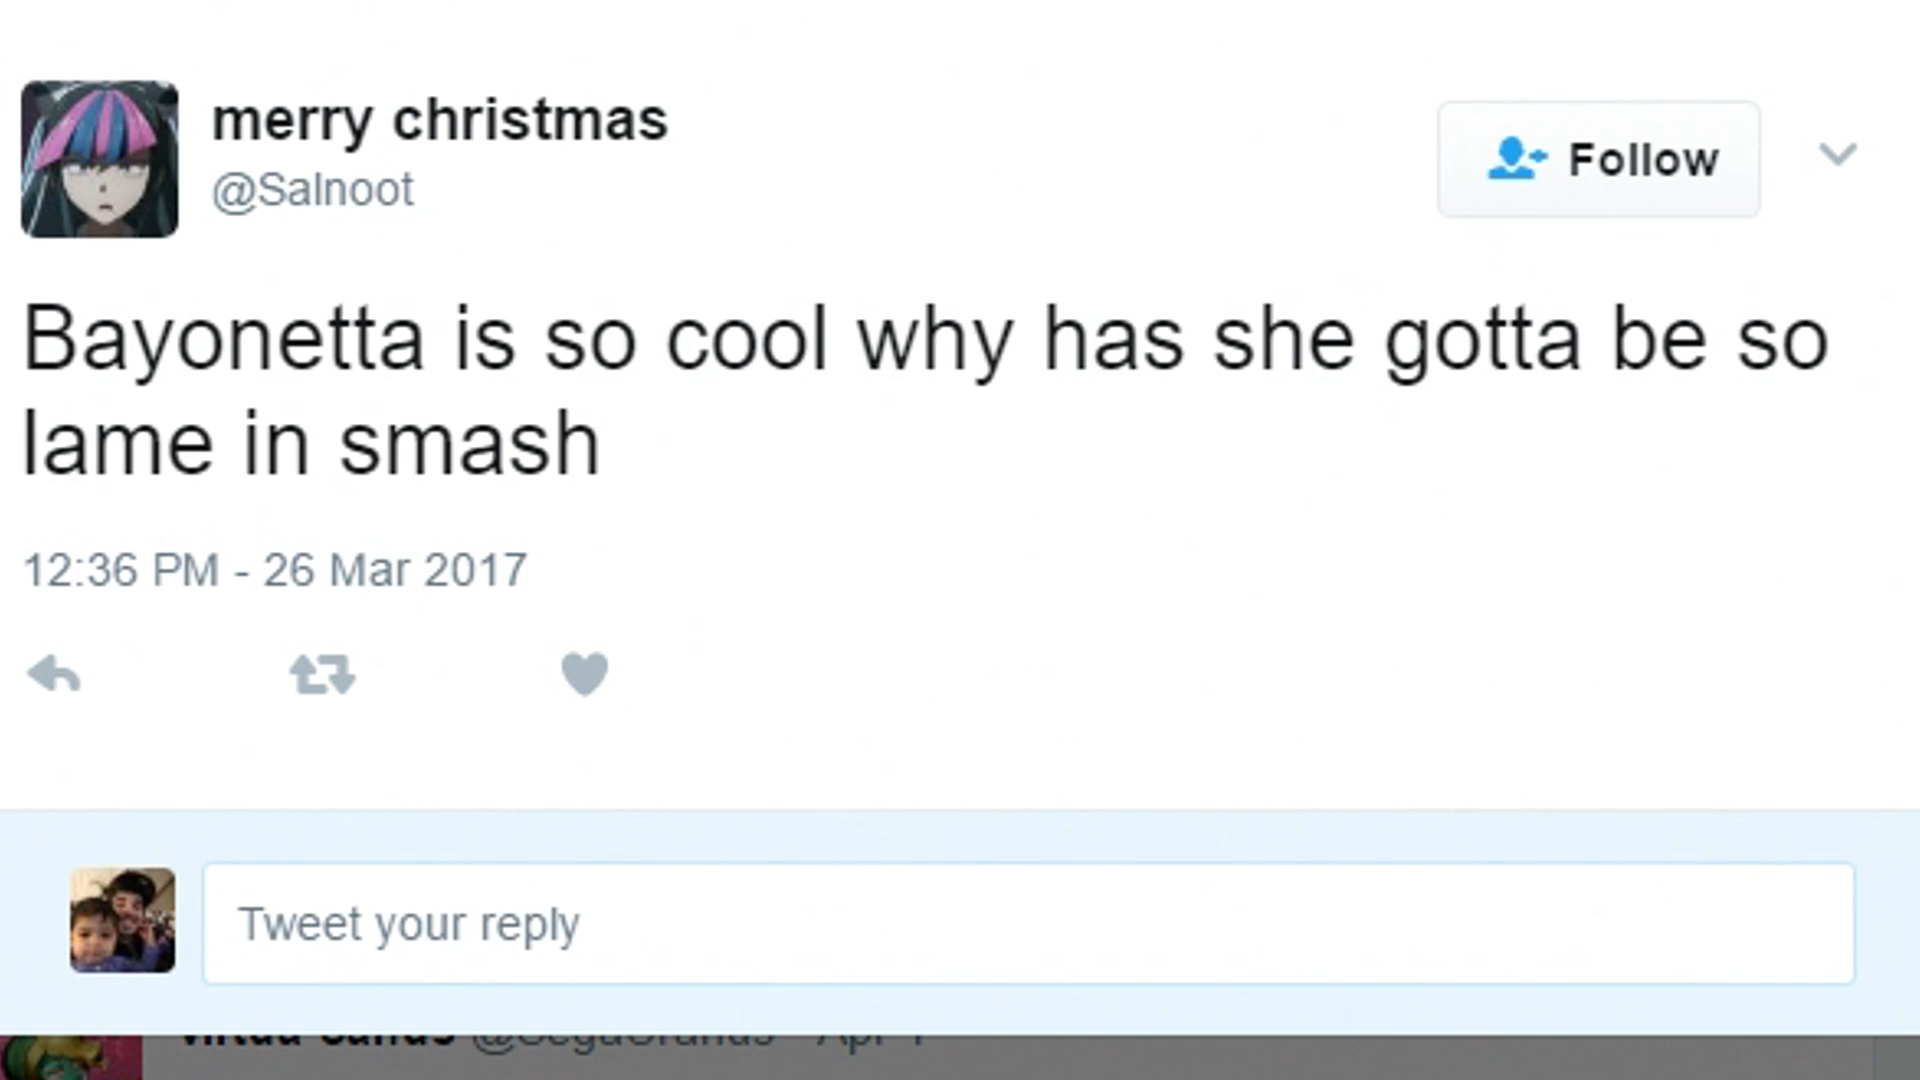 merry christmas
@Salnoot
Follow
Bayonetta is so cool why has she gotta be so
lame in smash
12:36 PM - 26 Mar 2017
Tweet your reply